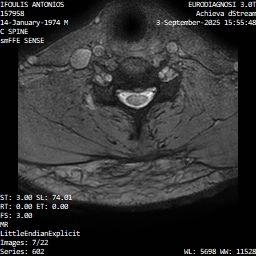 IFOULIS ANTONIOS
157958
14-January-1974 M
C SPINE
smFFE SENSE
EURODIAGNOSI 3.0T
Achieva dStream
3-September-2025 15:55:48
ST: 3.00 SL: 74.01
RT: 0.00 ET: 0.00
FS: 3.00
MR
LittleEndianExplicit
Images: 7/22
Series: 602
WL: 5698 WW: 11528